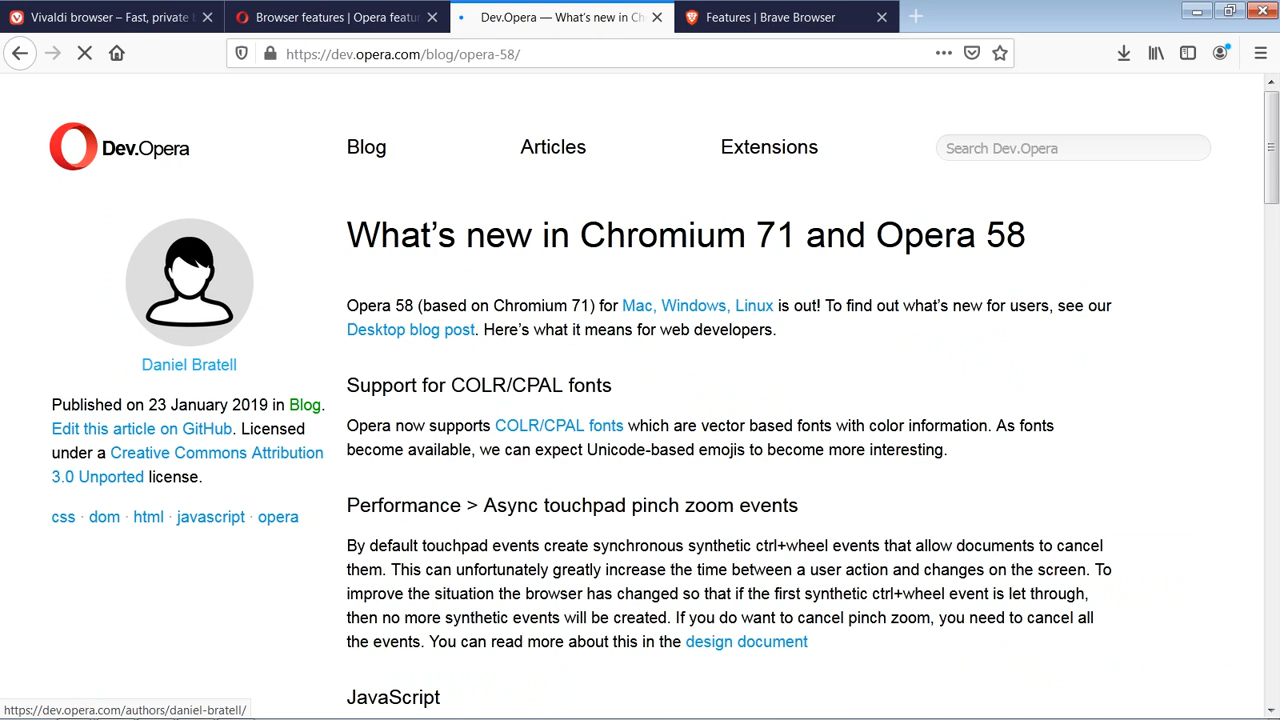 Vivaldi browser – Fast, private
Browser features | Opera featur
Dev.Opera — What's new in Ch
Features | Brave Browser
https://dev.opera.com/blog/opera-58/
Dev.Opera
Blog
Articles
Extensions
Search Dev.Opera
Daniel Bratell
Published on 23 January 2019 in Blog.
Edit this article on GitHub. Licensed
under a Creative Commons Attribution
3.0 Unported license.
css · dom · html · javascript · opera
What’s new in Chromium 71 and Opera 58
Opera 58 (based on Chromium 71) for Mac, Windows, Linux is out! To find out what’s new for users, see our
Desktop blog post. Here’s what it means for web developers.
Support for COLR/CPAL fonts
Opera now supports COLR/CPAL fonts which are vector based fonts with color information. As fonts
become available, we can expect Unicode-based emojis to become more interesting.
Performance > Async touchpad pinch zoom events
By default touchpad events create synchronous synthetic ctrl+wheel events that allow documents to cancel
them. This can unfortunately greatly increase the time between a user action and changes on the screen. To
improve the situation the browser has changed so that if the first synthetic ctrl+wheel event is let through,
then no more synthetic events will be created. If you do want to cancel pinch zoom, you need to cancel all
the events. You can read more about this in the design document
JavaScript
https://dev.opera.com/authors/daniel-bratell/